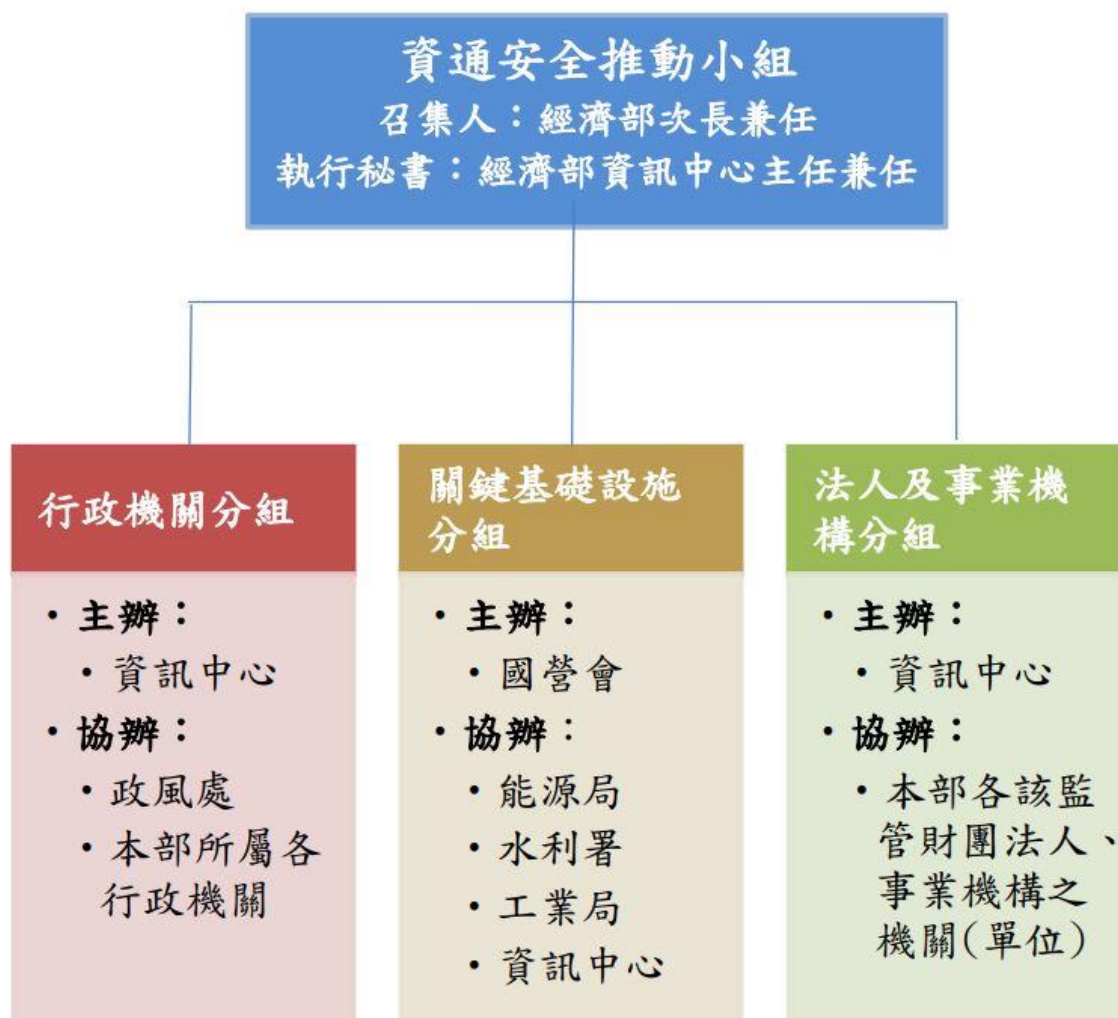 資通安全推動小組
召集人：經濟部次長兼任
執行秘書：經濟部資訊中心主任兼任
行政機關分組
・主辦：
・資訊中心
・協辦：
・政風處
・本部所屬各
行政機關
關鍵基礎設施
分組
・主辦：
・國營會
・協辦：
・能源局
・水利署
・工業局
・資訊中心
法人及事業機
構分組
・主辦：
・資訊中心
・協辦：
・本部各該監
管財團法人、
事業機構之
機關(單位)